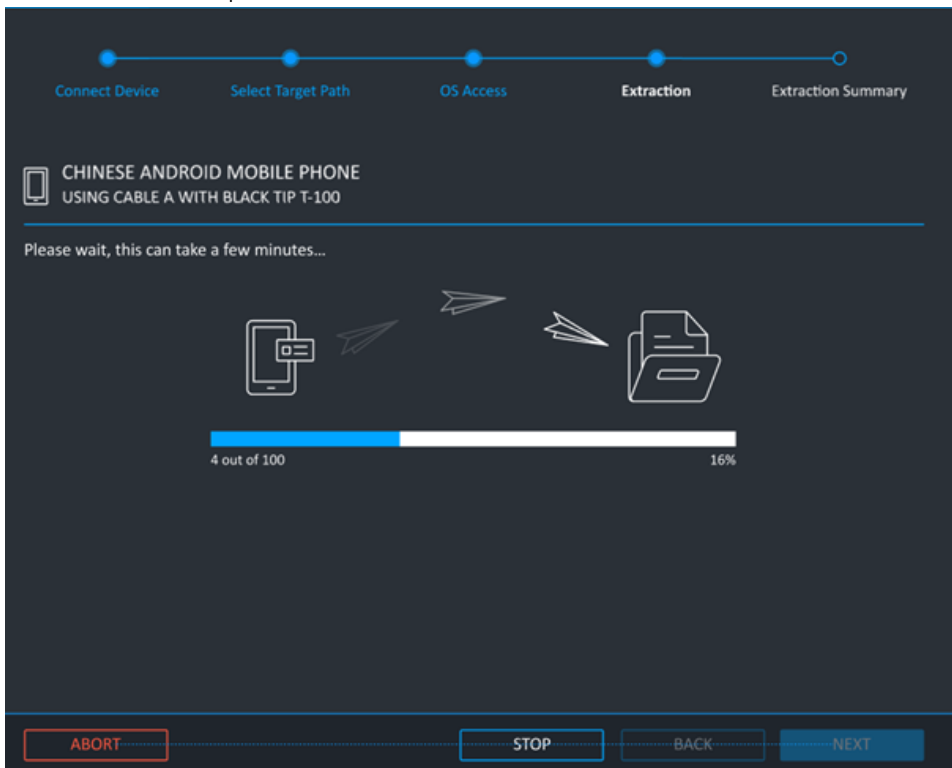 Connect Device
Select Target Path
OS Access
Extraction
Extraction Summary
CHINESE ANDROID MOBILE PHONE
USING CABLE A WITH BLACK TIP T-100
Please wait, this can take a few minutes...
4 out of 100
16%
ABORT
STOP
BACK
NEXT